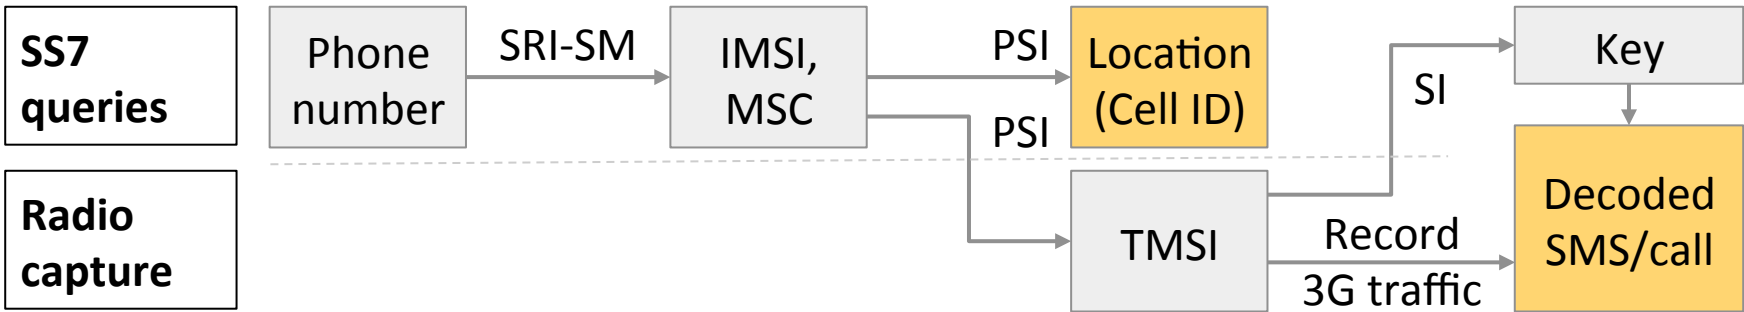 SS7
queries
Phone
number
SRI-SM
IMSI,
MSC
PSI
PSI
Location
(Cell ID)
SI
Key
Radio
capture
TMSI
Record
3G traffic
Decoded
SMS/call